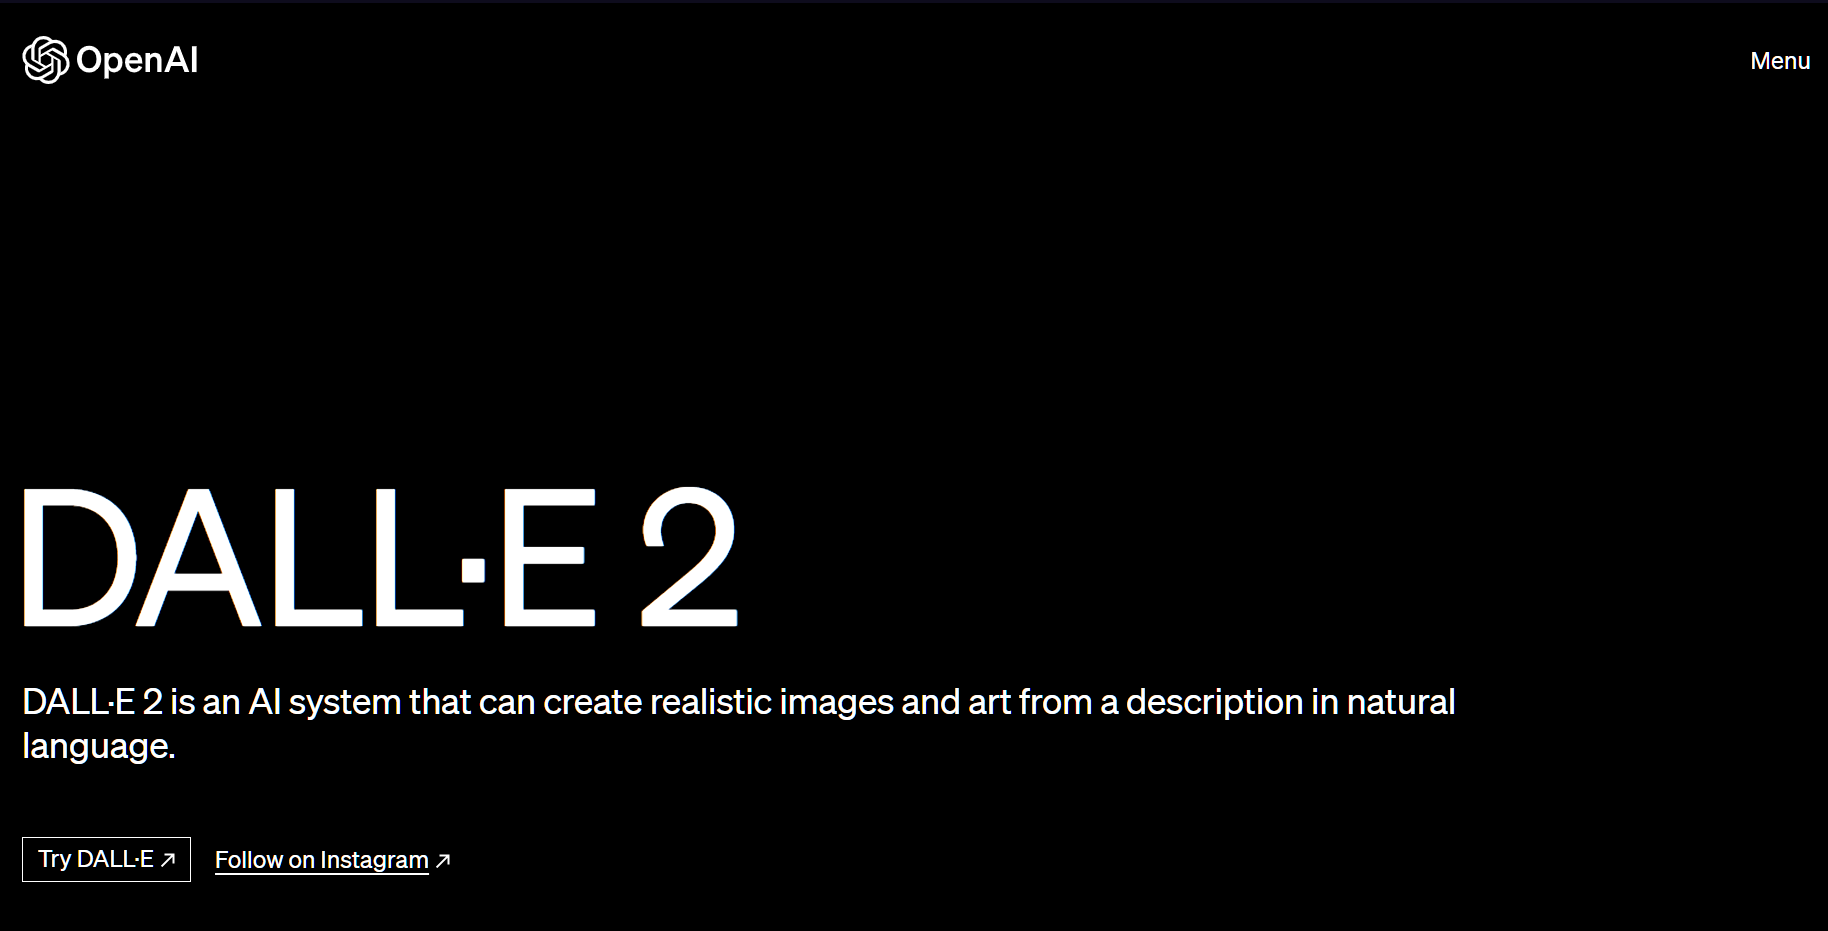 OpenAI
Menu
DALL·E 2
DALL·E 2 is an AI system that can create realistic images and art from a description in natural
language.
Try DALL·E ↗
Follow on Instagram ↗